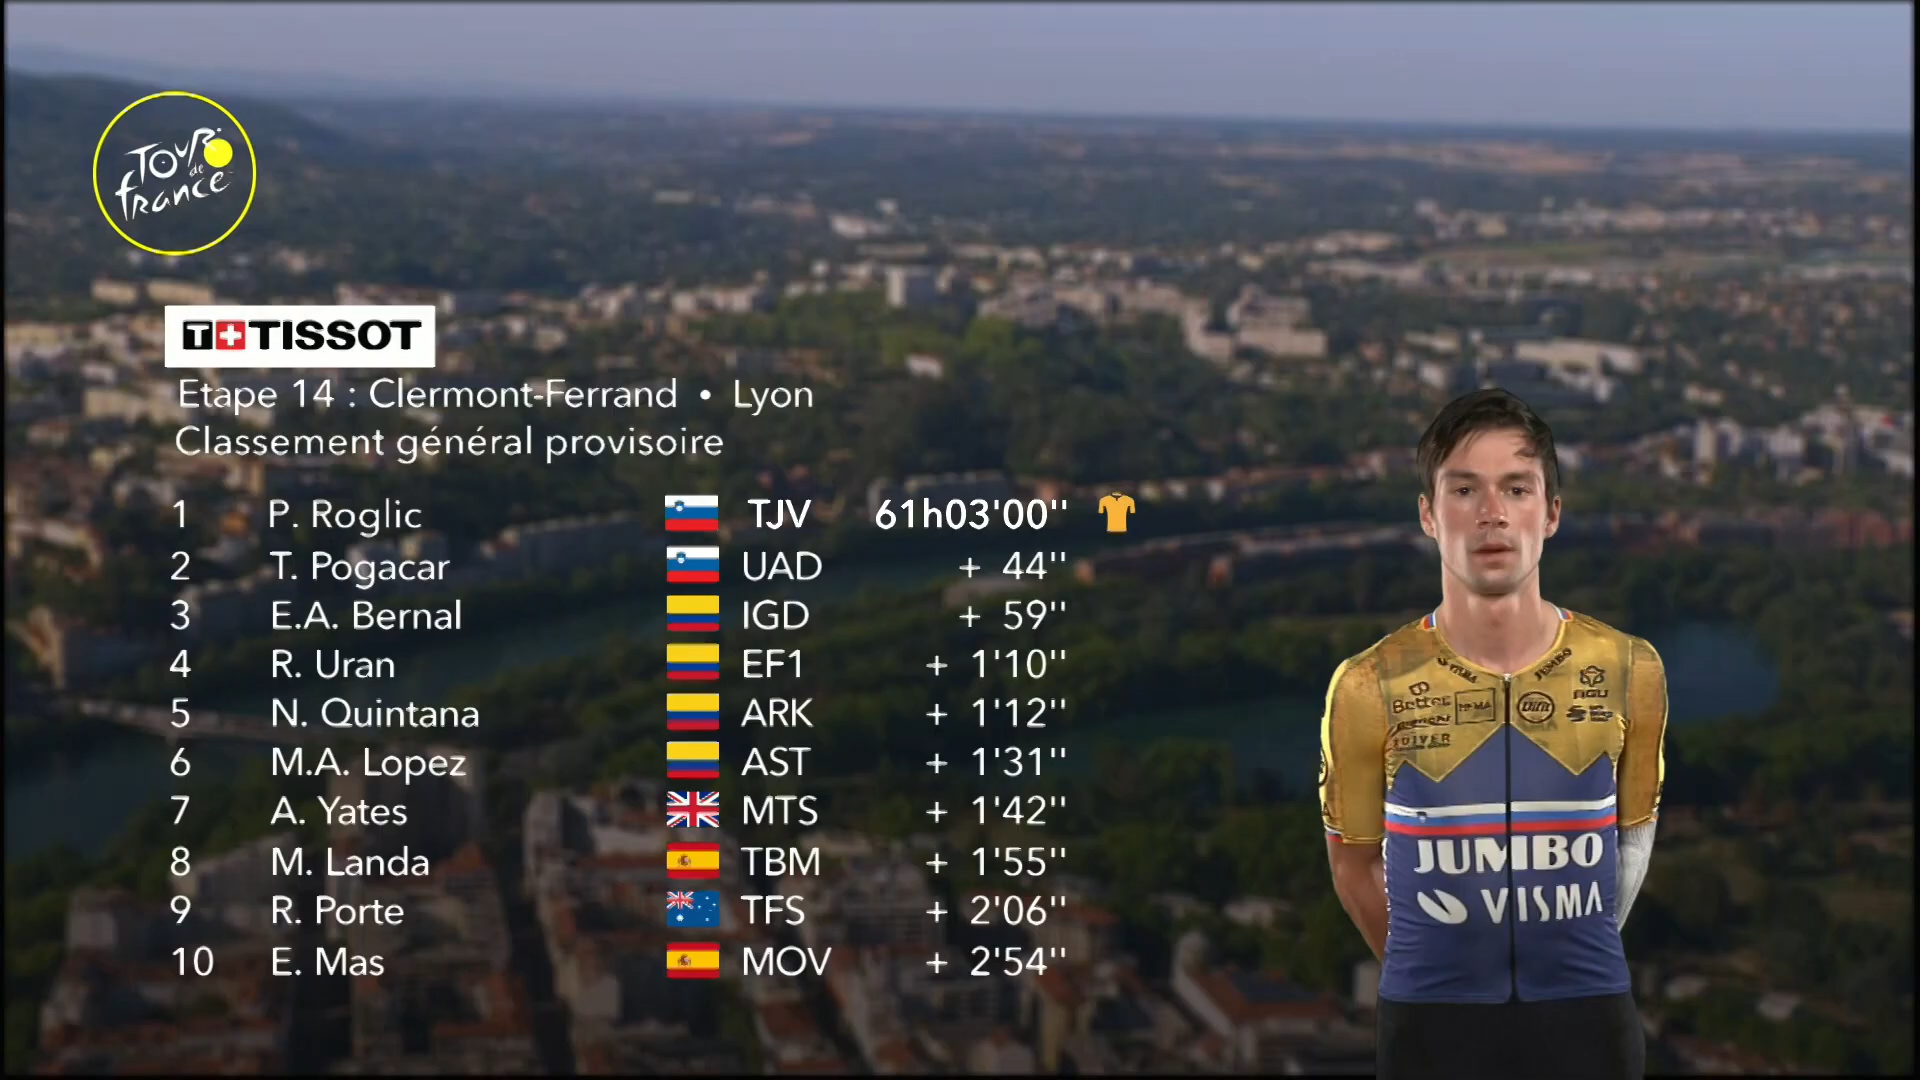 TOUR
de
france
T+TISSOT
Etape 14 : Clermont-Ferrand • Lyon
Classement général provisoire
1 P. Roglic TJV 61h03'00''
2 T. Pogacar UAD + 44''
3 E.A. Bernal IGD + 59''
4 R. Uran EF1 + 1'10''
5 N. Quintana ARK + 1'12''
6 M.A. Lopez AST + 1'31''
7 A. Yates MTS + 1'42''
8 M. Landa TBM + 1'55''
9 R. Porte TFS + 2'06''
10 E. Mas MOV + 2'54''
VISMA JUMBO
AGU
JUMBO
VISMA